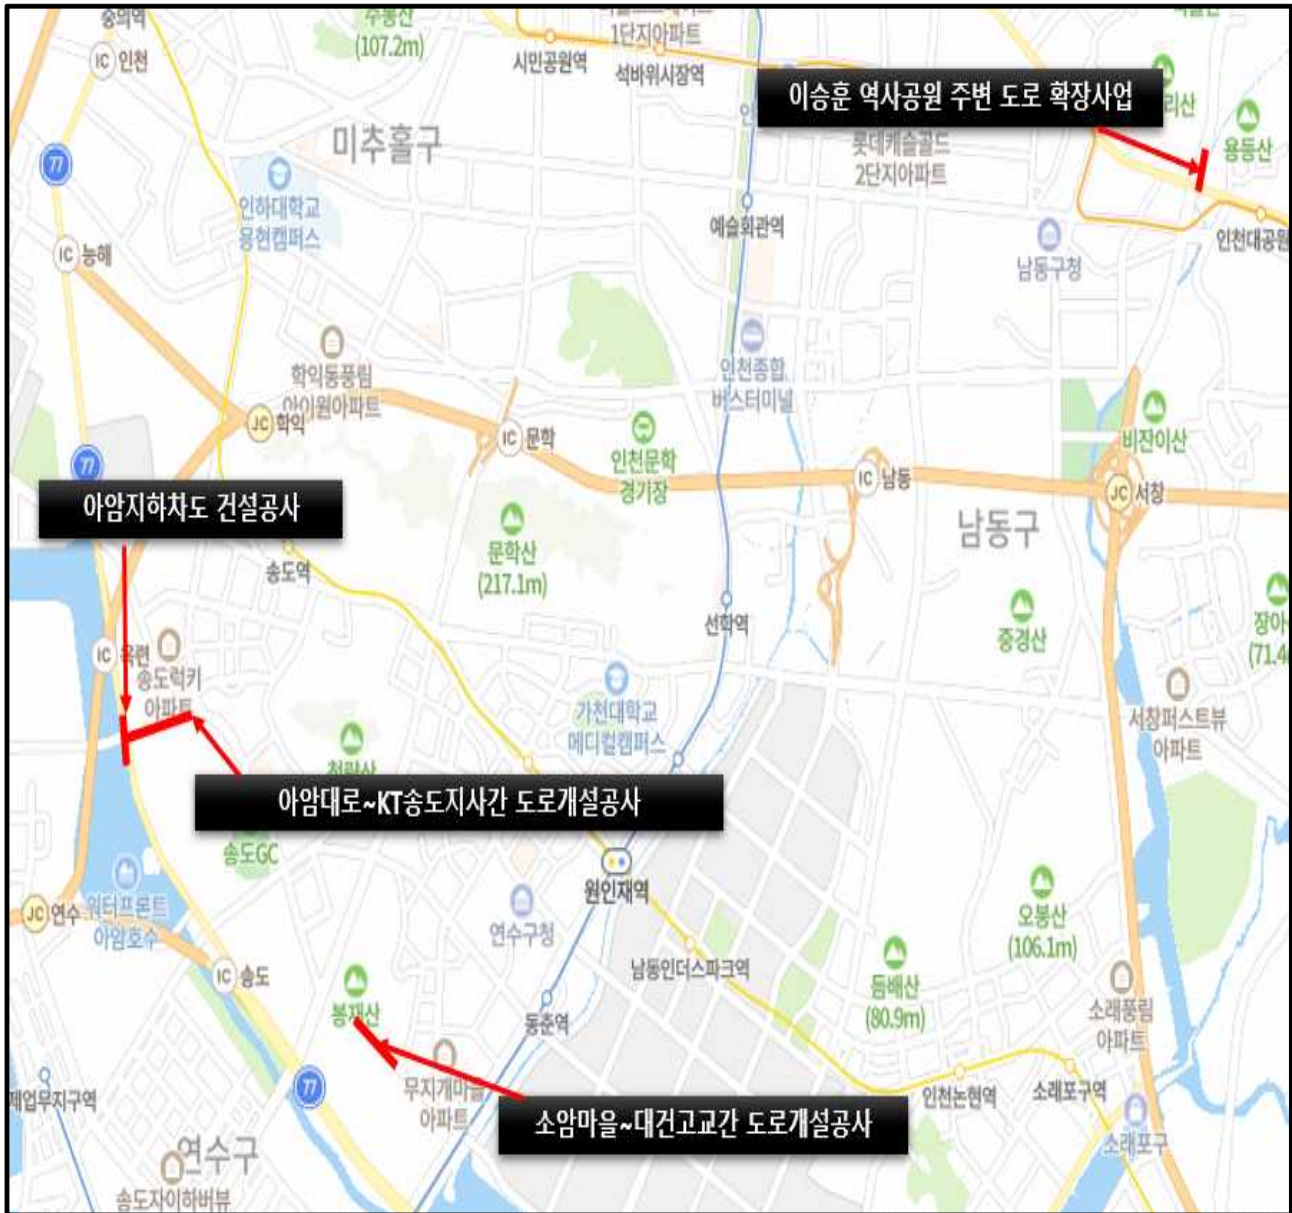 숭의역
IC 인천
수봉산
(107.2m)
시민공원역
1단지아파트
석바위시장역
이승훈 역사공원 주변 도로 확장사업
리산
용등산
미추홀구
77
인하대학교
용현캠퍼스
롯데캐슬골드
2단지아파트
예술회관역
남동구청
인천대공원
IC 능해
학익동풍림
아이원아파트
인천종합
버스터미널
JC 학익
IC 문학
인천문학
경기장
IC 남동
비잔이산
JC 서창
77
아암지하차도 건설공사
문학산
(217.1m)
남동구
송도역
선학역
중경산
장아
(71.4
IC 옥련
송도럭키
아파트
가천대학교
메디컬캠퍼스
서창퍼스트뷰
아파트
청량산
아암대로~KT송도지사간 도로개설공사
송도GC
원인재역
워터프론트
아암호수
JC 연수
연수구청
오봉산
(106.1m)
남동인더스파크역
IC 송도
듬배산
(80.9m)
봉재산
동춘역
소래풍림
아파트
77
무지개마을
아파트
제업무지구역
인천논현역
소래포구역
소암마을~대건고교간 도로개설공사
소래포구
연수구
송도자이하버뷰